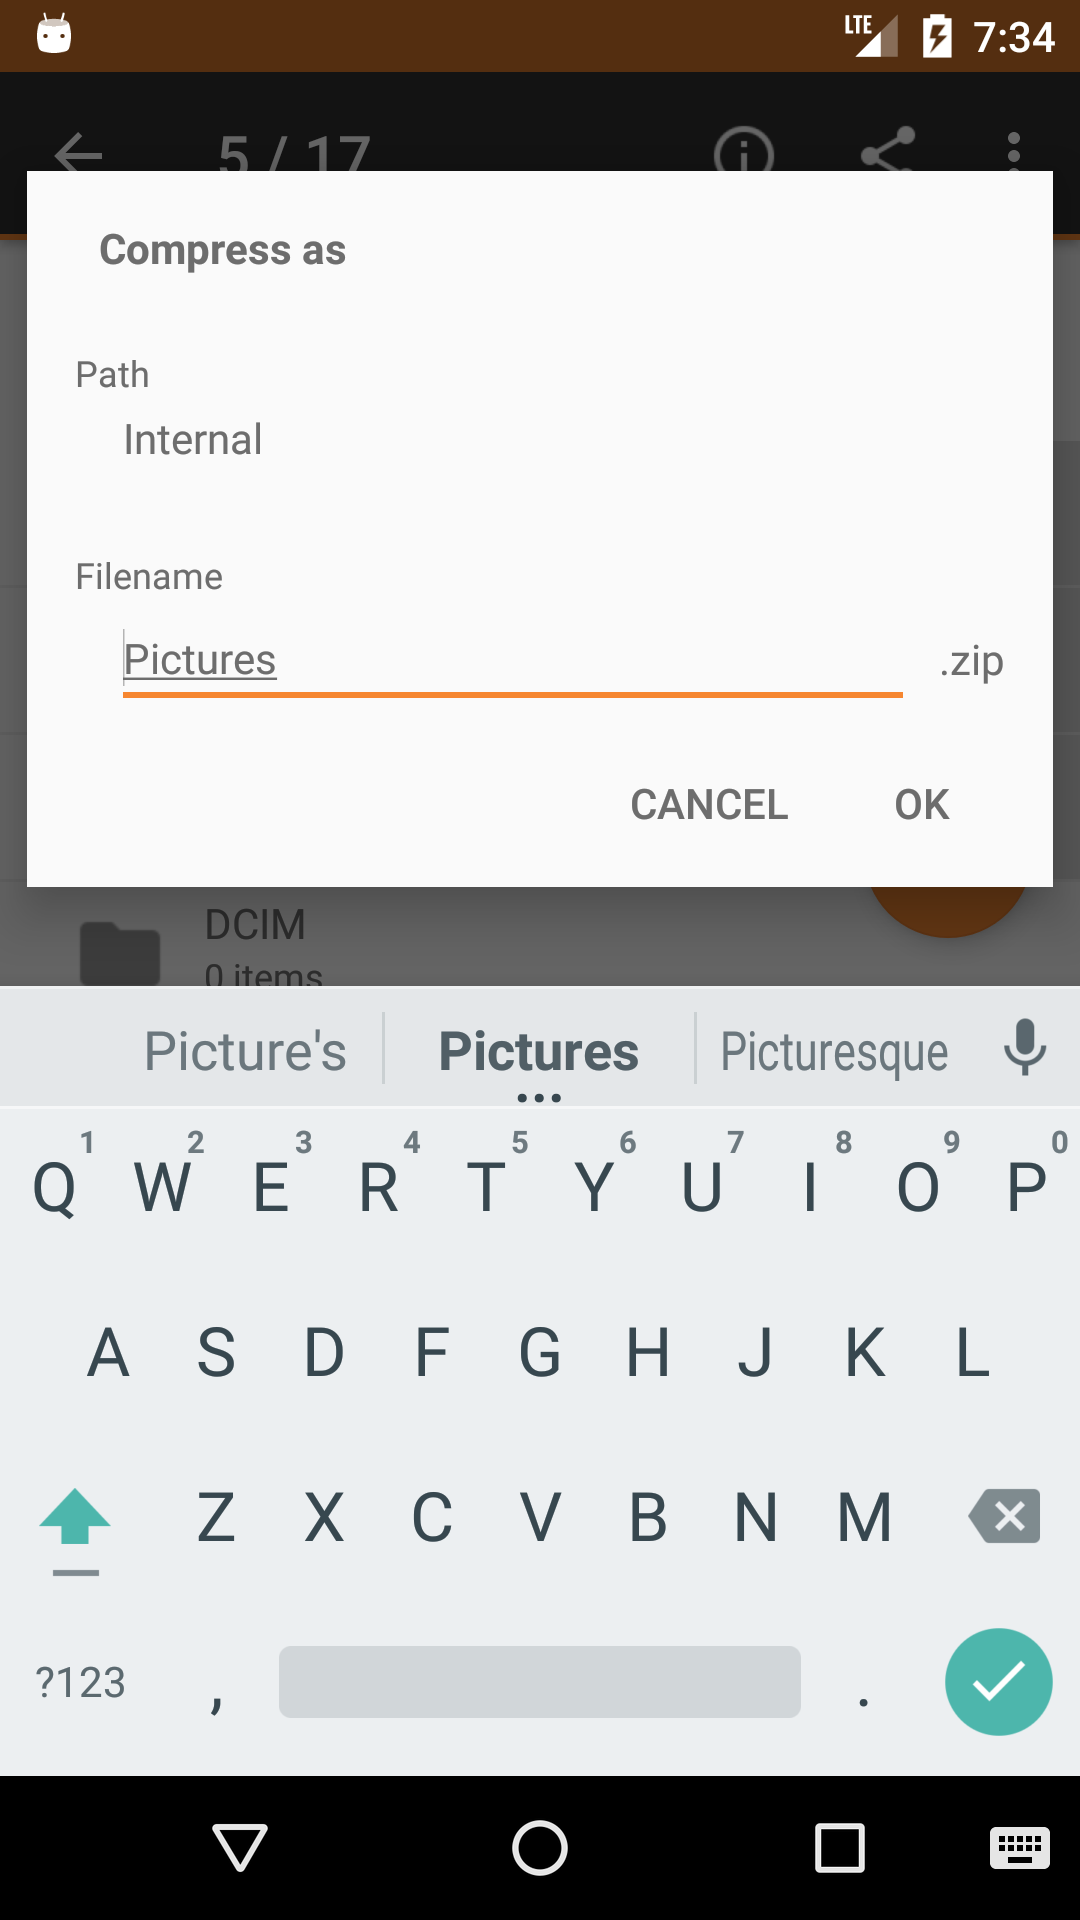 LTE 7:34
5 / 17
Compress as
Path
Internal
Filename
Pictures .zip
CANCEL OK
DCIM
0 items
Picture's Pictures Picturesque
1 2 3 4 5 6 7 8 9 0
Q W E R T Y U I O P
A S D F G H J K L
Z X C V B N M
?123 , .